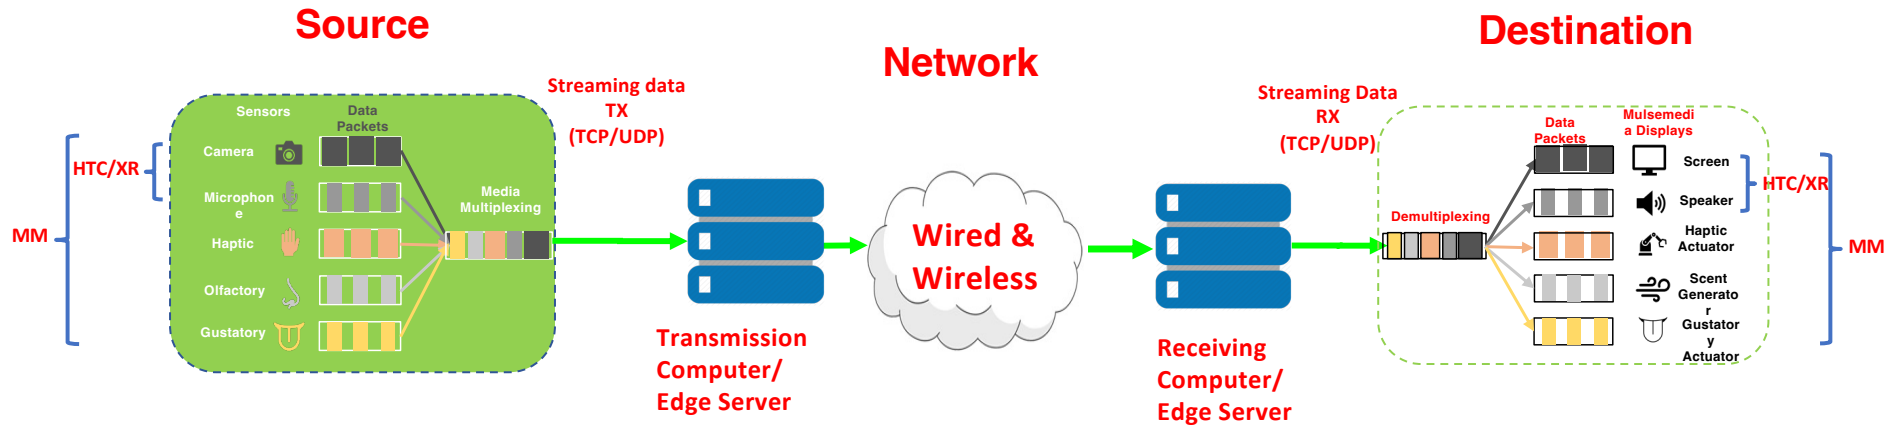 Source
Network
Destination
Streaming data
TX
(TCP/UDP)
Streaming Data
RX
(TCP/UDP)
MM
HTC/XR
Sensors
Data
Packets
Camera
Microphon
e
Haptic
Olfactory
Gustatory
Media
Multiplexing
Transmission
Computer/
Edge Server
Wired &
Wireless
Receiving
Computer/
Edge Server
Demultiplexing
Data
Packets
Mulsemedi
a Displays
Screen
Speaker
Haptic
Actuator
Scent
Generato
r
Gustator
y
Actuator
HTC/XR
MM